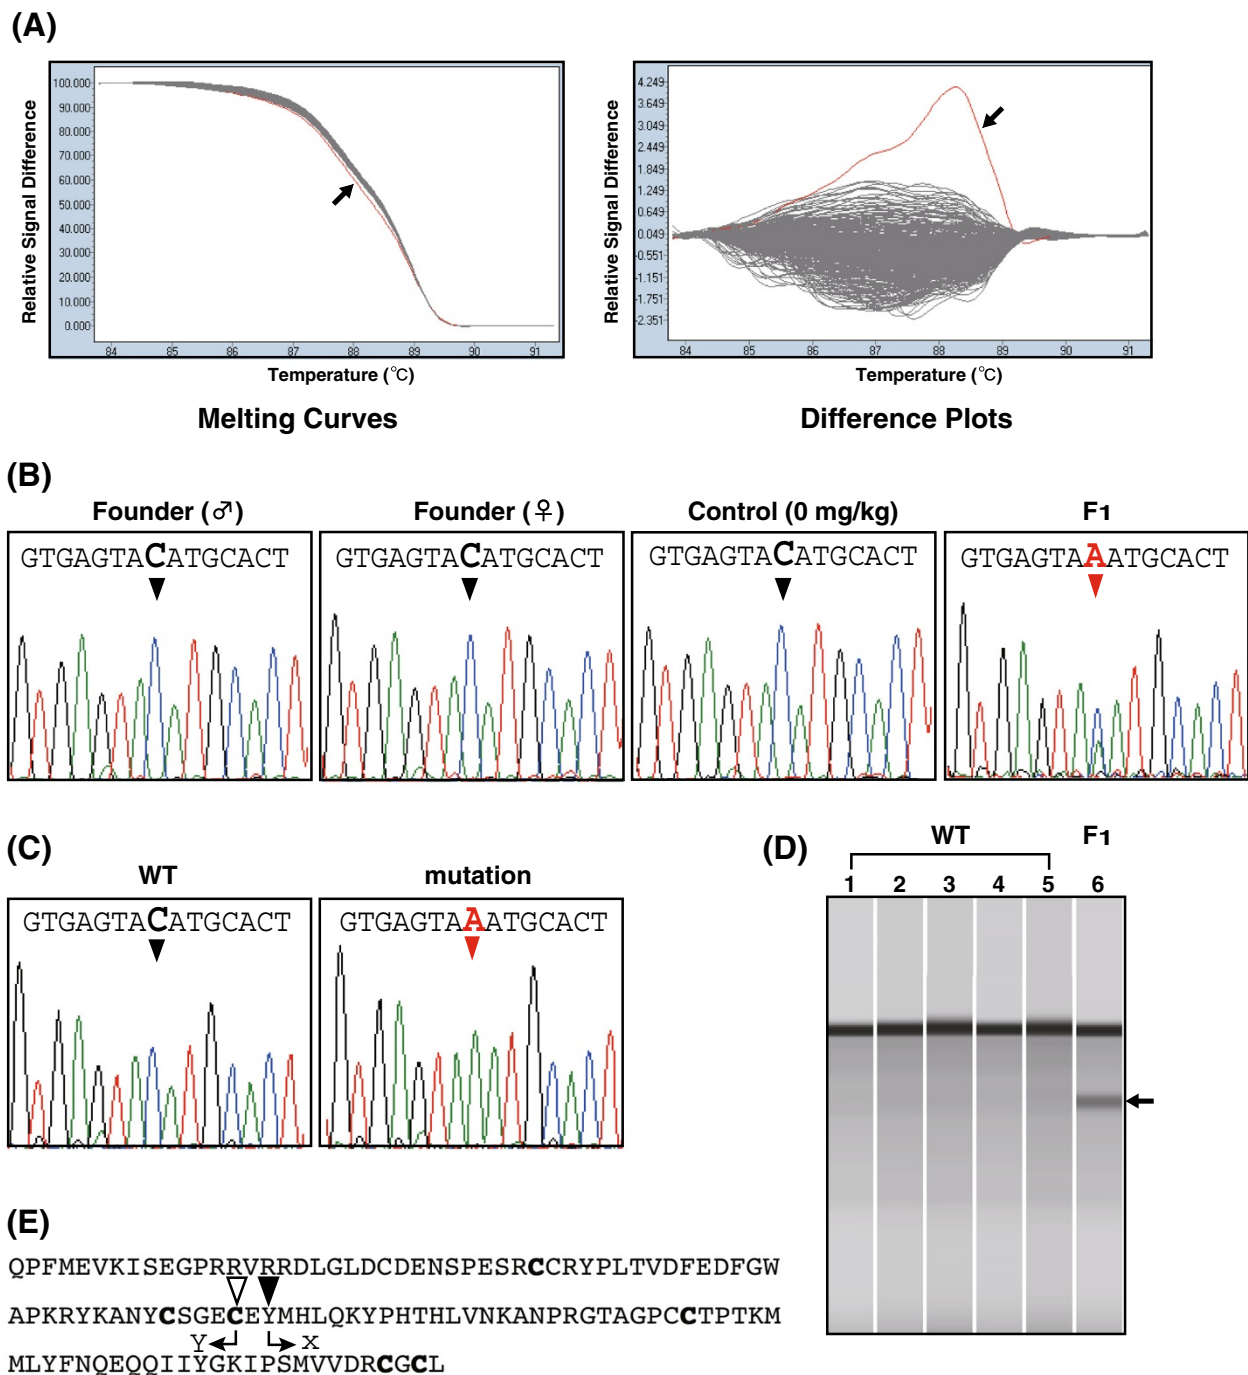 (A)
Relative Signal Difference
100.000
90.000
80.000
70.000
60.000
50.000
40.000
30.000
20.000
10.000
0.000
84 85 86 87 88 89 90 91
Temperature (°C)
Melting Curves
Relative Signal Difference
4.249
3.649
3.049
2.449
1.849
1.249
0.649
0.049
-0.551
-1.151
-1.751
-2.351
84 85 86 87 88 89 90 91
Temperature (°C)
Difference Plots
(B)
Founder (♂) Founder (♀) Control (0 mg/kg) F1
GTGAGTACATGCACT GTGAGTACATGCACT GTGAGTACATGCACT GTGAGTAAATGCACT
(C)
WT mutation
GTGAGTACATGCACT GTGAGTAAATGCACT
(D)
WT F1
1 2 3 4 5 6
(E)
QPFMEVKISEGPRRVRRDLGLDCDENSPESRCCRYPLTVDFEDFGW
APKRYKANYCSGECEYMHLQKYPHTHLVNKANPRGTAGPCCTPTKM
Y X
MLYFNQEQQIIYGKIPSMVVDRCGCL